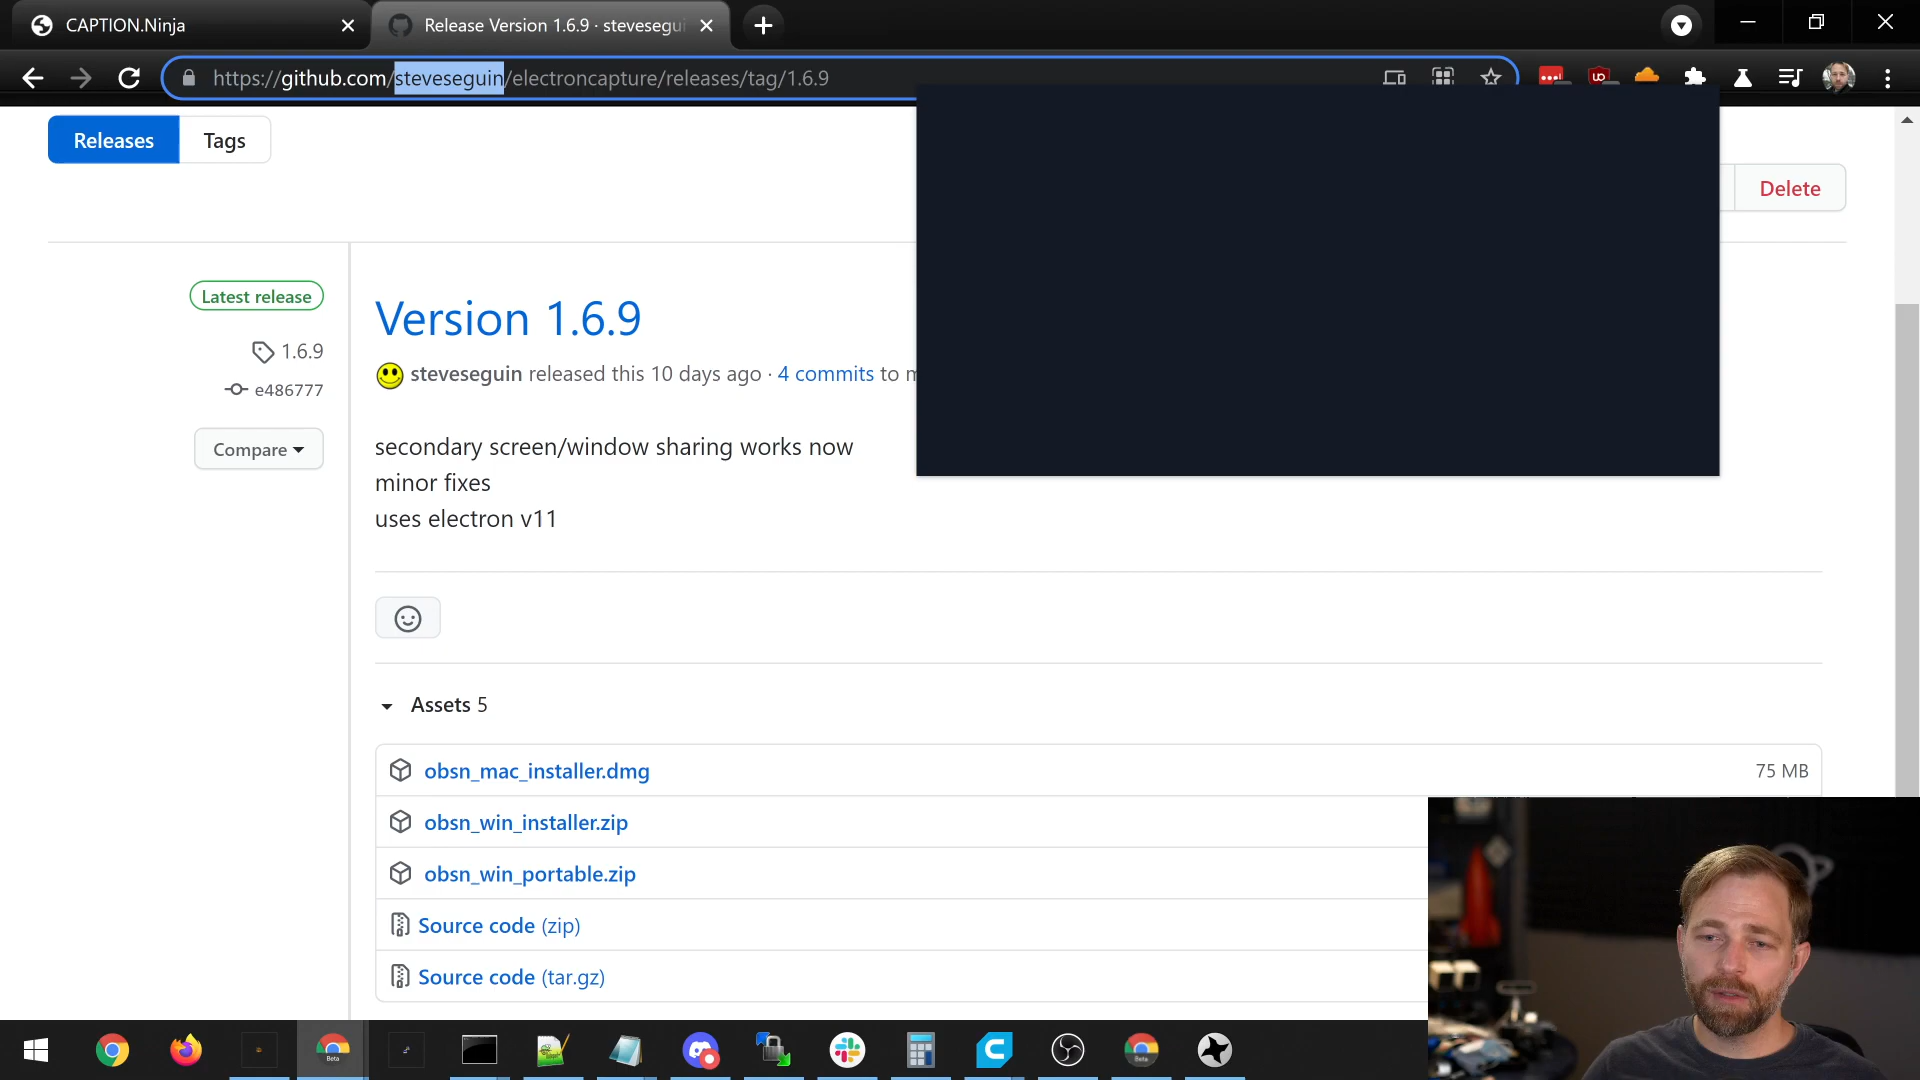 CAPTION.Ninja
Release Version 1.6.9 · stevesegui
https://github.com/steveseguin/electroncapture/releases/tag/1.6.9
Releases
Tags
Delete
Latest release
Version 1.6.9
1.6.9
steveseguin released this 10 days ago · 4 commits to
e486777
Compare
secondary screen/window sharing works now
minor fixes
uses electron v11
Assets 5
obsn_mac_installer.dmg
75 MB
obsn_win_installer.zip
obsn_win_portable.zip
Source code (zip)
Source code (tar.gz)